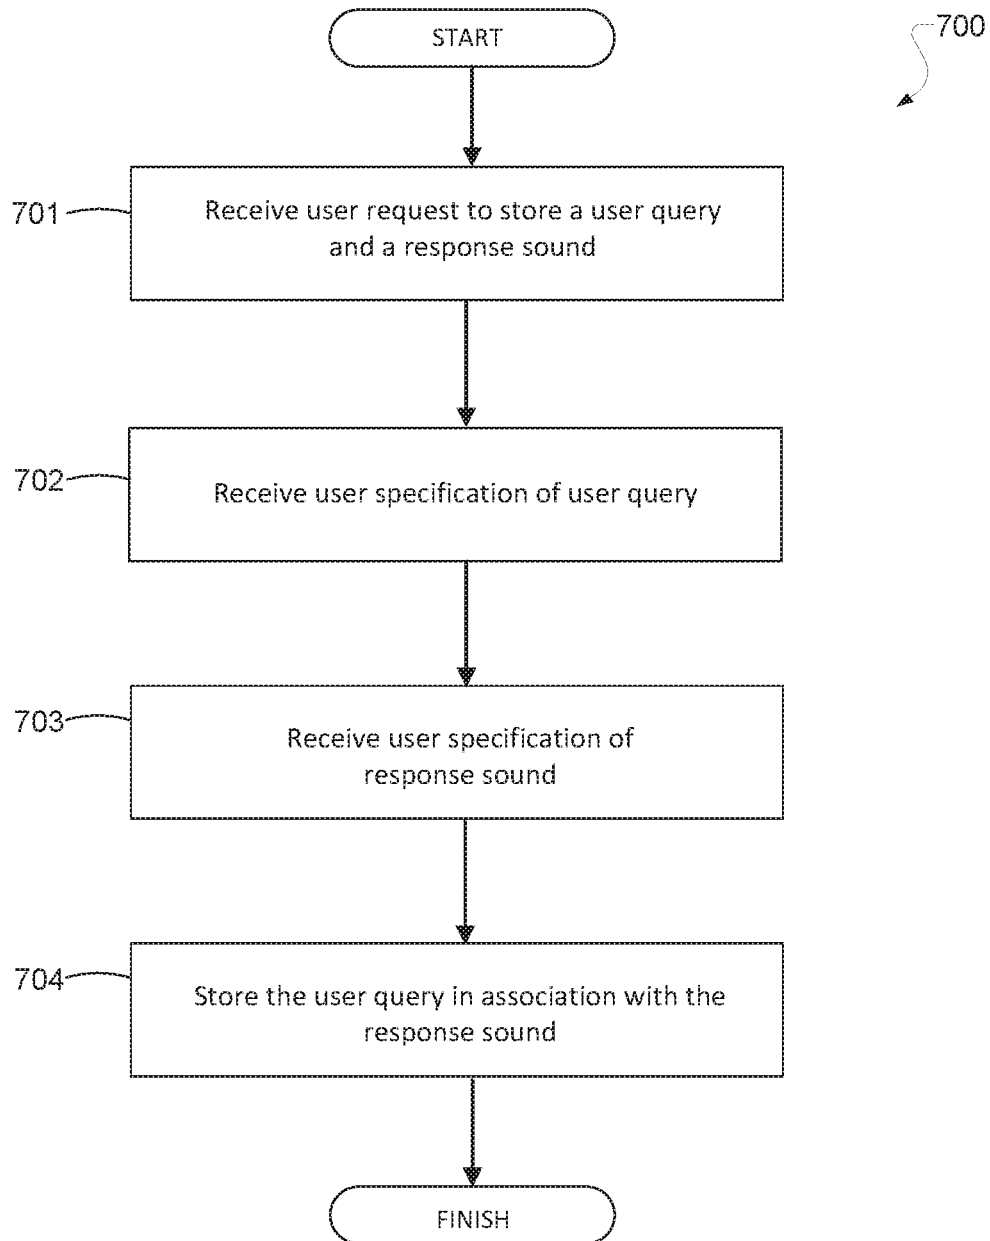 START
700
701
Receive user request to store a user query
and a response sound
702
Receive user specification of user query
703
Receive user specification of
response sound
704
Store the user query in association with the
response sound
FINISH